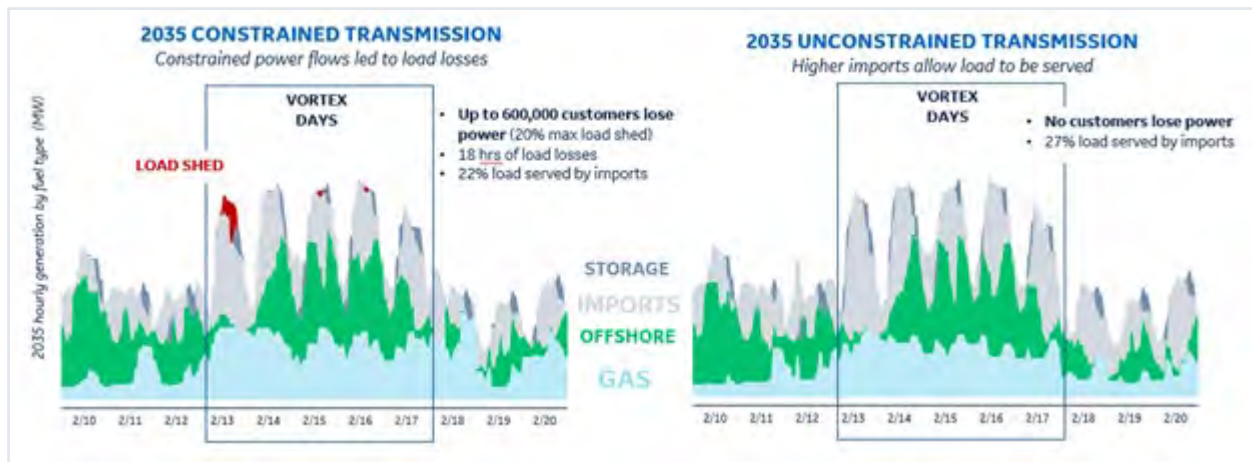 2035 CONSTRAINED TRANSMISSION
Constrained power flows led to load losses
VORTEX
DAYS
• Up to 600,000 customers lose
power (20% max load shed)
• 18 hrs of load losses
• 22% load served by imports
LOAD SHED
2035 hourly generation by fuel type (MW)
2/10 2/11 2/12 2/13 2/14 2/15 2/16 2/17 2/18 2/19 2/20
STORAGE
IMPORTS
OFFSHORE
GAS
2035 UNCONSTRAINED TRANSMISSION
Higher imports allow load to be served
VORTEX
DAYS
• No customers lose power
• 27% load served by imports
2/10 2/11 2/12 2/13 2/14 2/15 2/16 2/17 2/18 2/19 2/20